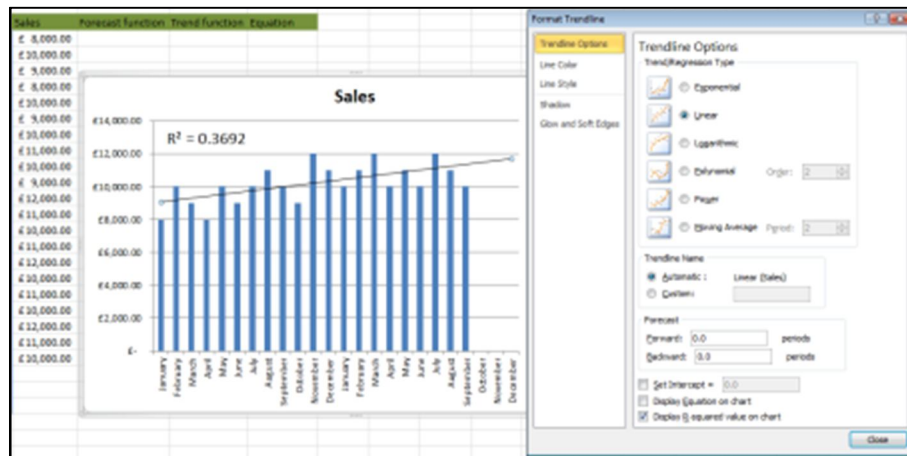 Sales Forecast function Trend function Equation
£ 8,000.00
£10,000.00
£ 9,000.00
£ 8,000.00
£10,000.00
£ 9,000.00
£10,000.00
£11,000.00
£10,000.00
£ 9,000.00
£12,000.00
£11,000.00
£10,000.00
£11,000.00
£12,000.00
£10,000.00
£11,000.00
£10,000.00
£12,000.00
£11,000.00
£10,000.00
Sales
R² = 0.3692
£14,000.00
£12,000.00
£10,000.00
£8,000.00
£6,000.00
£4,000.00
£2,000.00
£-
January
February
March
April
May
June
July
August
September
October
November
December
January
February
March
April
May
June
July
August
September
October
November
December
Format Trendline
Trendline Options
Line Color
Line Style
Shadow
Glow and Soft Edges
Trendline Options
Trend/Regression Type
Exponential
Linear
Logarithmic
Polynomial Order: 2
Power
Moving Average Period: 2
Trendline Name
Automatic : Linear (Sales)
Custom:
Forecast
Forward: 0.0 periods
Backward: 0.0 periods
Set Intercept = 0.0
Display Equation on chart
Display R-squared value on chart
Close